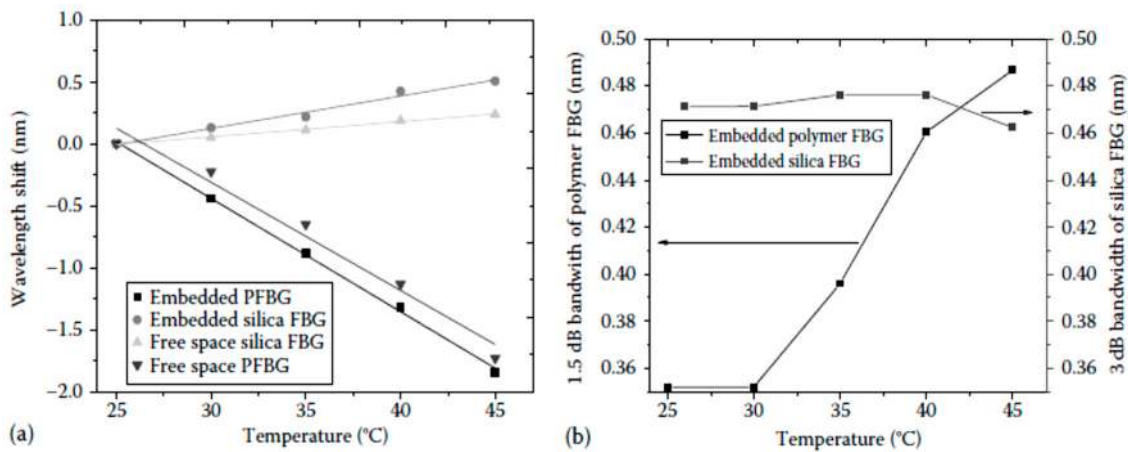 1.0
0.5
0.0
−0.5
−1.0
−1.5
−2.0
Wavelength shift (nm)
Embedded PFBG
Embedded silica FBG
Free space silica FBG
Free space PFBG
25 30 35 40 45
Temperature (°C)
(a)
0.50
0.48
0.46
0.44
0.42
0.40
0.38
0.36
1.5 dB bandwith of polymer FBG (nm)
Embedded polymer FBG
Embedded silica FBG
0.50
0.48
0.46
0.44
0.42
0.40
0.38
0.36
3 dB bandwidth of silica FBG (nm)
25 30 35 40 45
Temperature (°C)
(b)